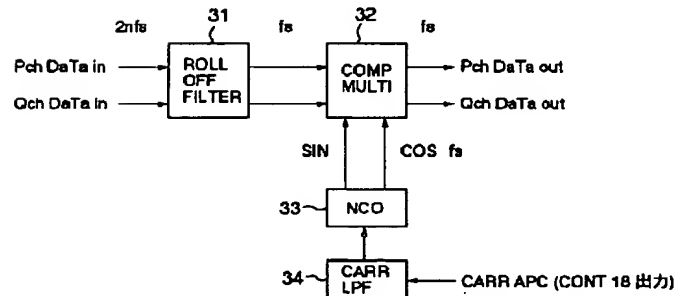 31
32
2nfs
fs
fs
Pch DaTa in
ROLL
OFF
FILTER
COMP
MULTI
Pch DaTa out
Qch DaTa in
Qch DaTa out
SIN
COS fs
33
NCO
34
CARR
LPF
CARR APC (CONT 18 出力)